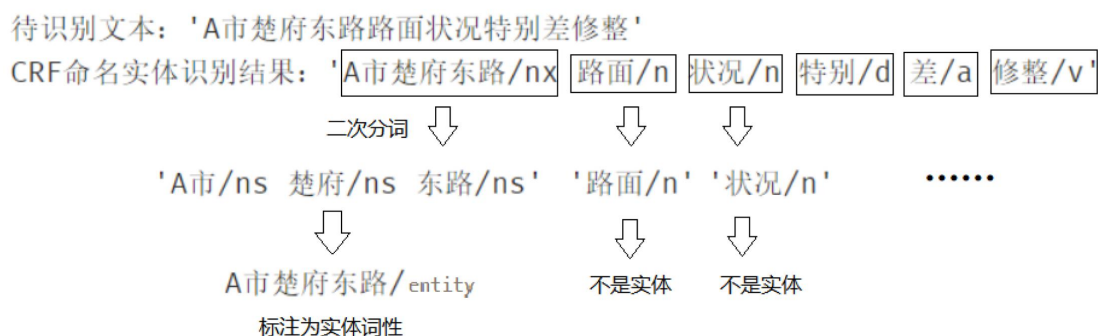 待识别文本：'A市楚府东路路面状况特别差修整'
CRF命名实体识别结果：'A市楚府东路/nx 路面/n 状况/n 特别/d 差/a 修整/v'
二次分词
'A市/ns 楚府/ns 东路/ns' '路面/n' '状况/n' ······
A市楚府东路/entity 不是实体 不是实体
标注为实体词性